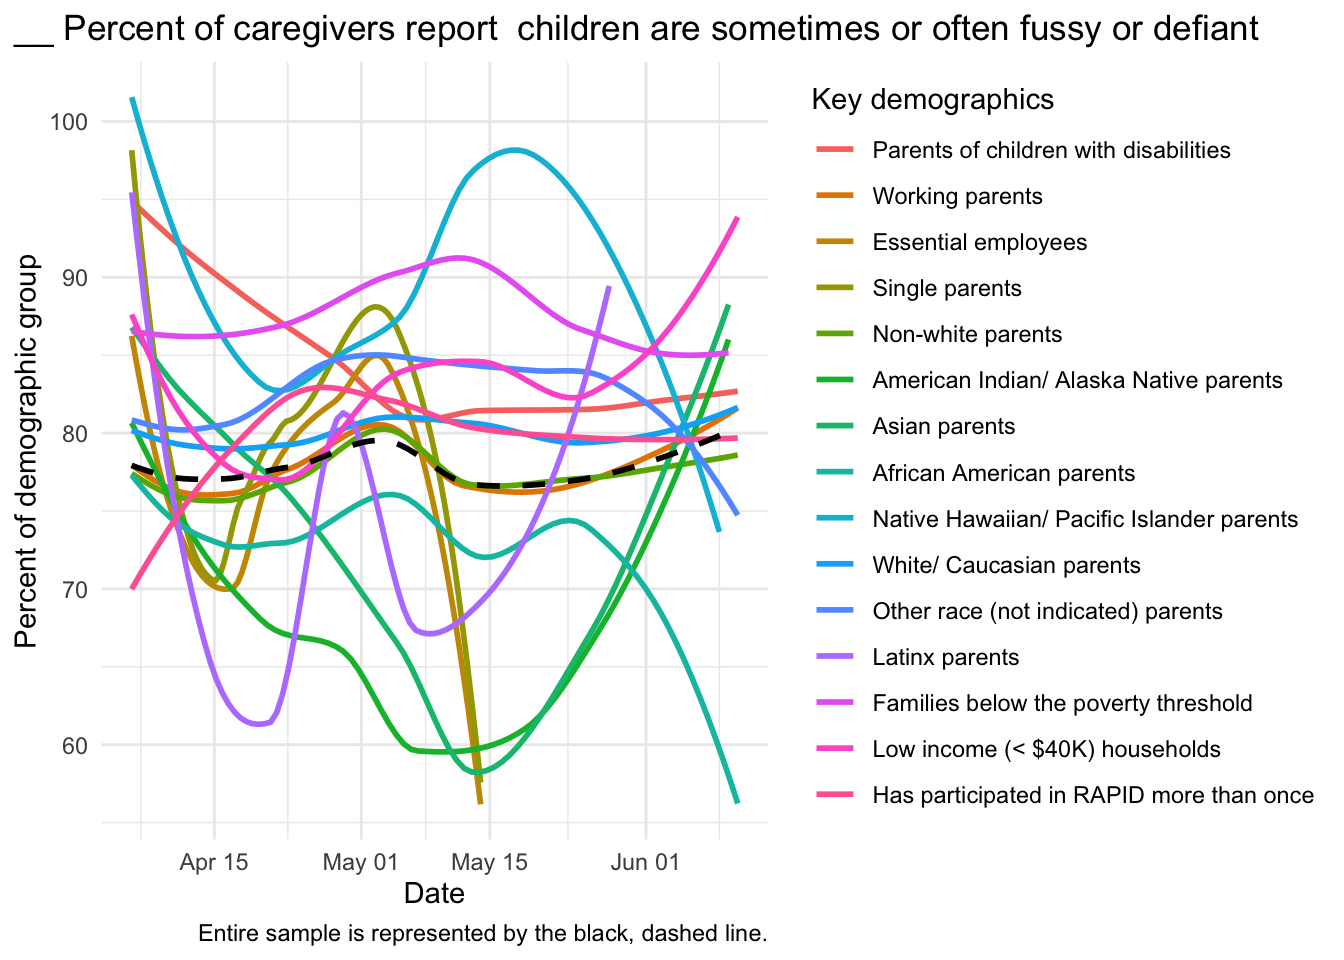 __ Percent of caregivers report  children are sometimes or often fussy or defiant
Percent of demographic group
100
90
80
70
60
Apr 15
May 01
May 15
Jun 01
Date
Key demographics
Parents of children with disabilities
Working parents
Essential employees
Single parents
Non-white parents
American Indian/ Alaska Native parents
Asian parents
African American parents
Native Hawaiian/ Pacific Islander parents
White/ Caucasian parents
Other race (not indicated) parents
Latinx parents
Families below the poverty threshold
Low income (< $40K) households
Has participated in RAPID more than once
Entire sample is represented by the black, dashed line.